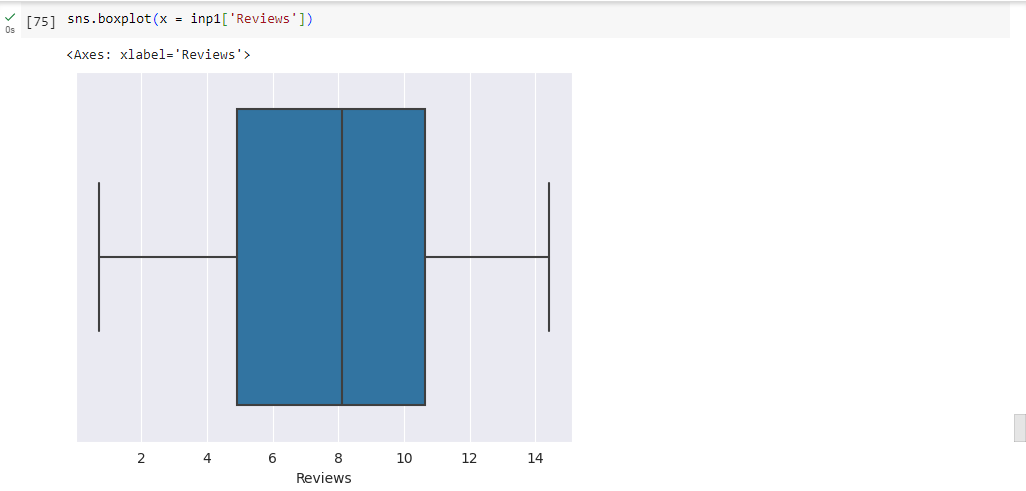 [75] sns.boxplot(x = inp1['Reviews'])
0s
<Axes: xlabel='Reviews'>
2 4 6 8 10 12 14
Reviews